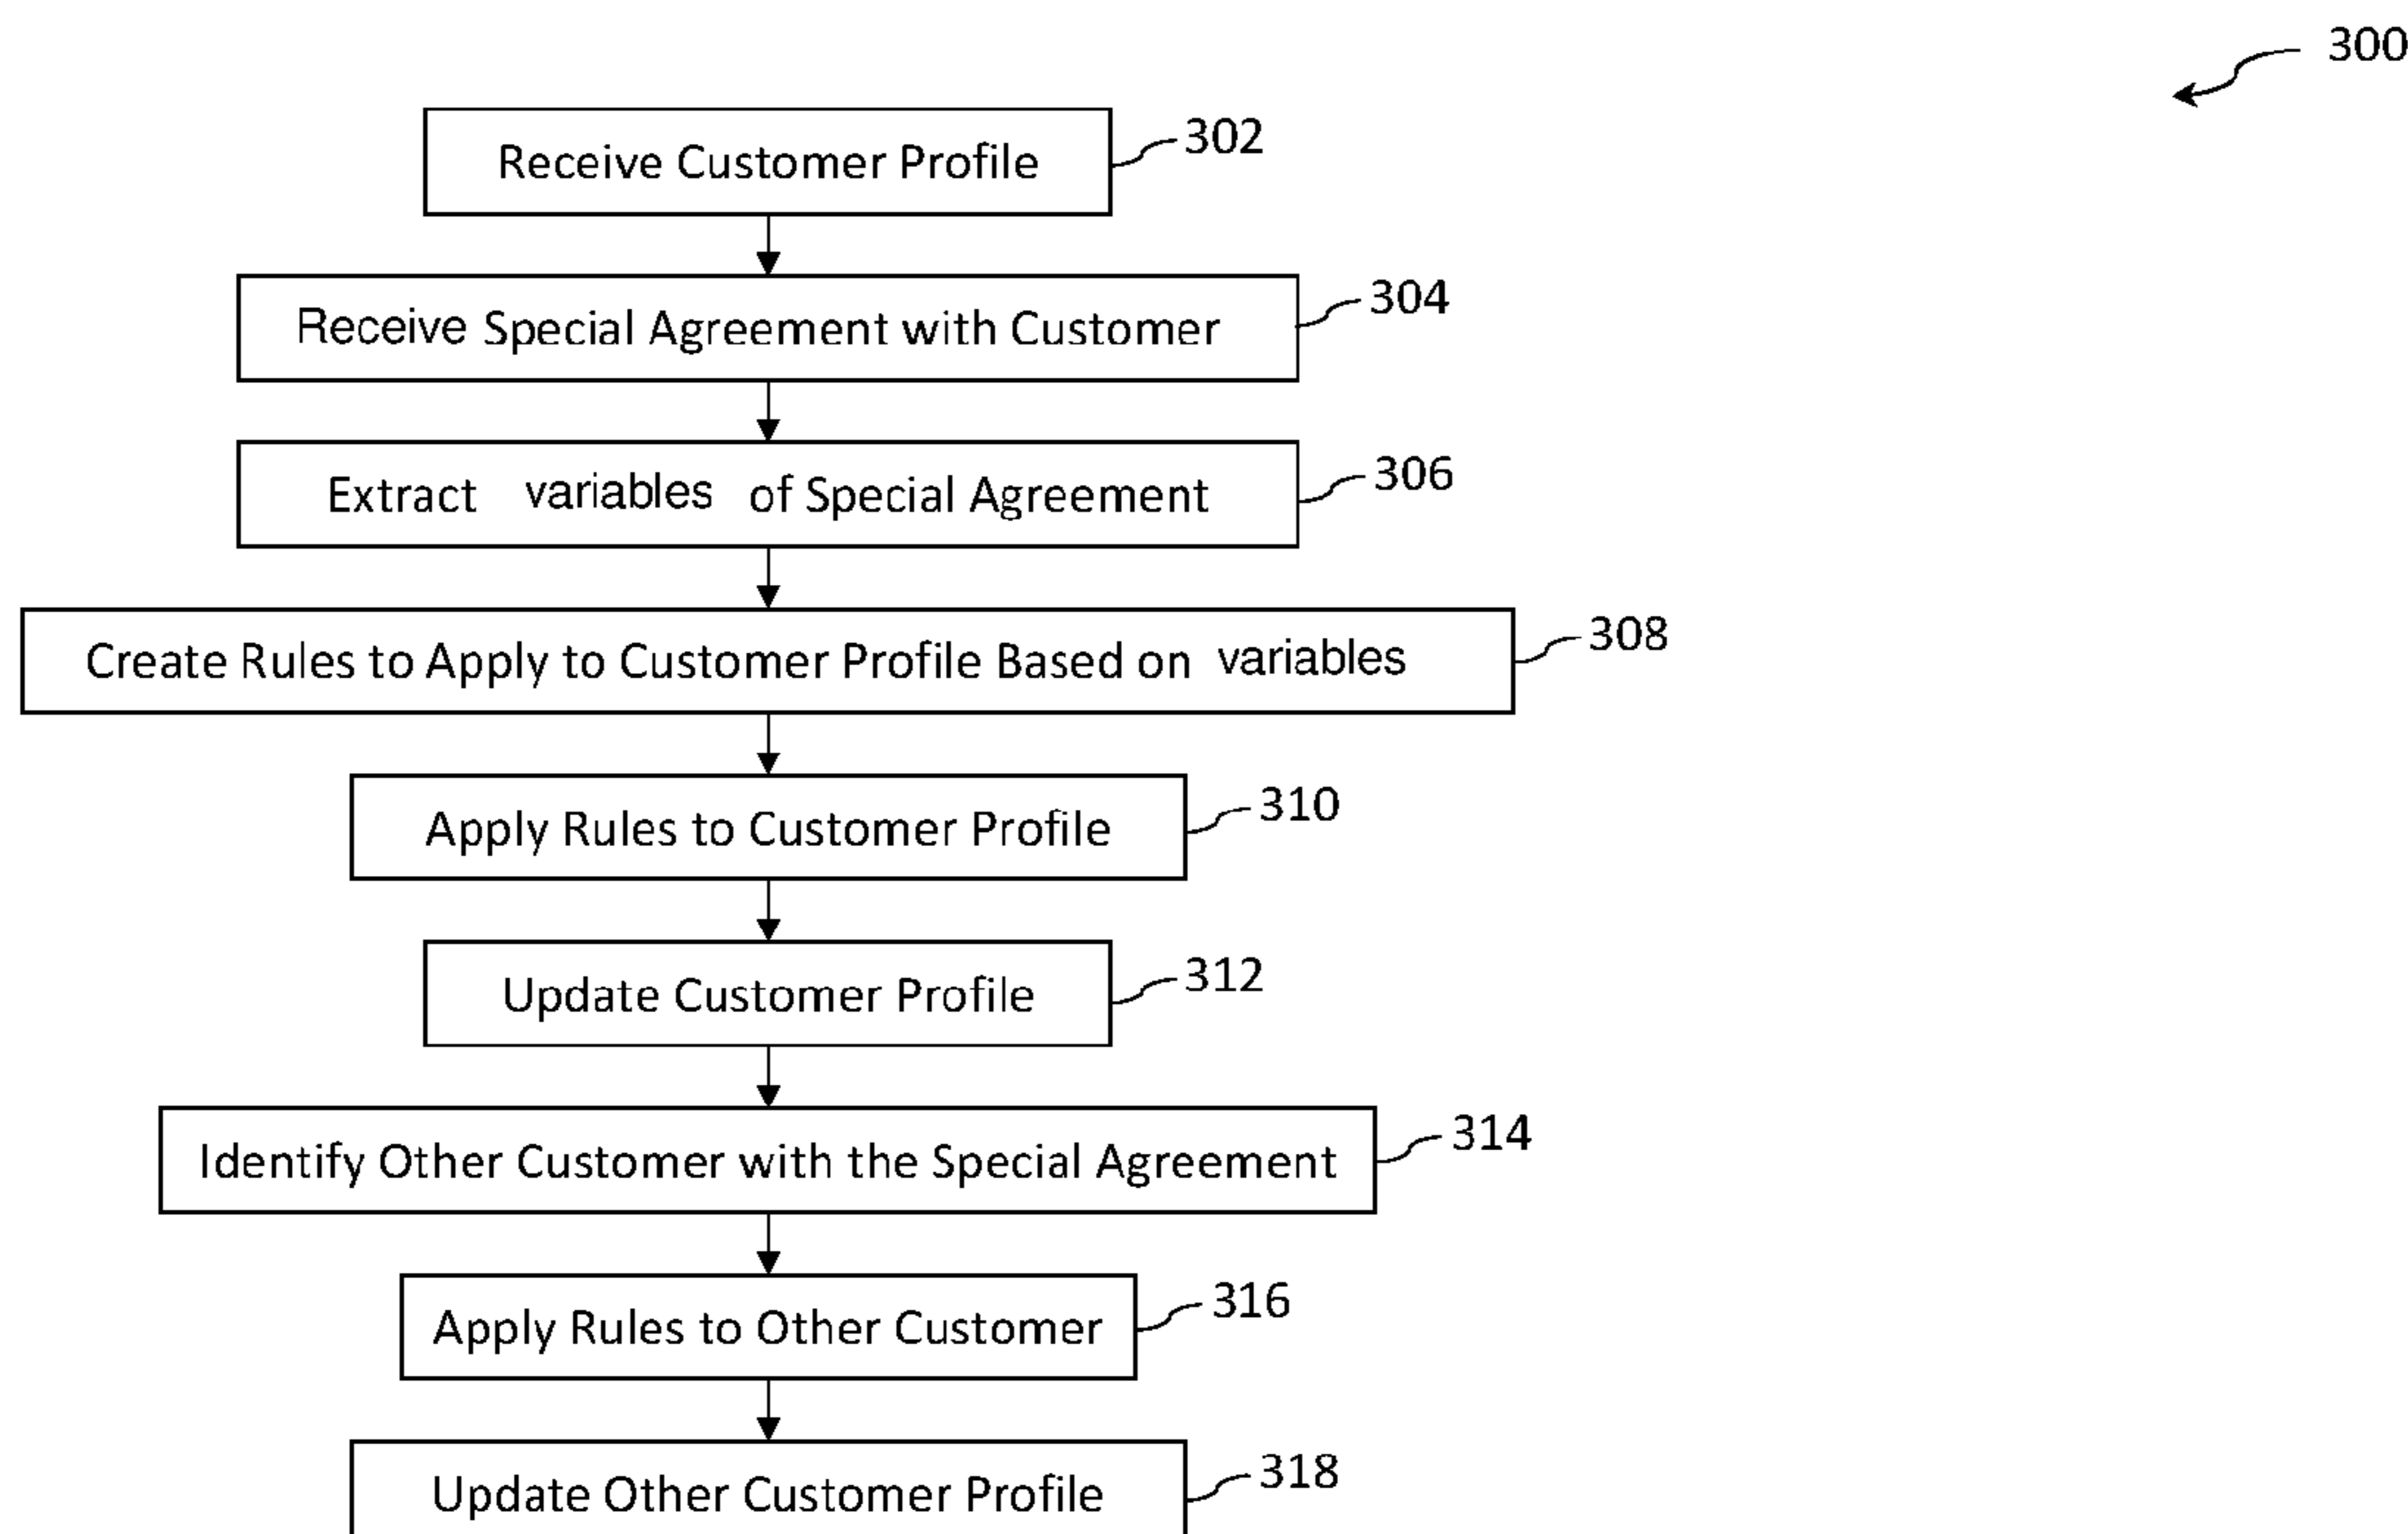 300
Receive Customer Profile 302
Receive Special Agreement with Customer 304
Extract variables of Special Agreement 306
Create Rules to Apply to Customer Profile Based on variables 308
Apply Rules to Customer Profile 310
Update Customer Profile 312
Identify Other Customer with the Special Agreement 314
Apply Rules to Other Customer 316
Update Other Customer Profile 318